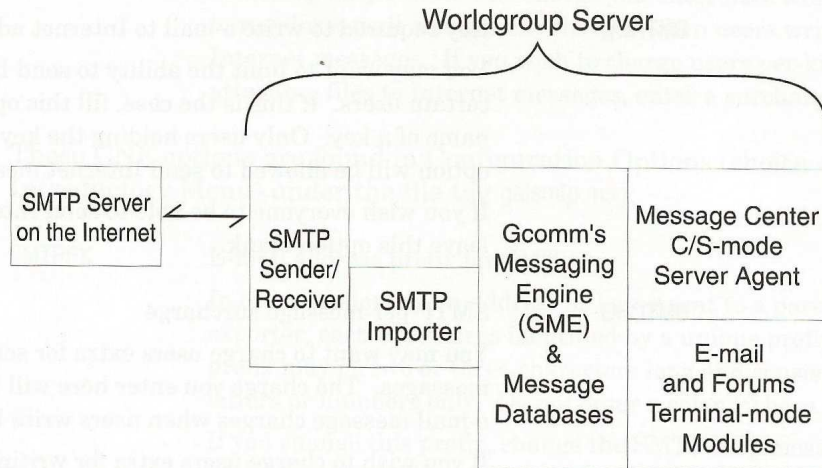 Worldgroup Server
SMTP Server
on the Internet
SMTP
Sender/
Receiver
SMTP
Importer
Gcomm's
Messaging
Engine
(GME)
&
Message
Databases
Message Center
C/S-mode
Server Agent
E-mail
and Forums
Terminal-mode
Modules